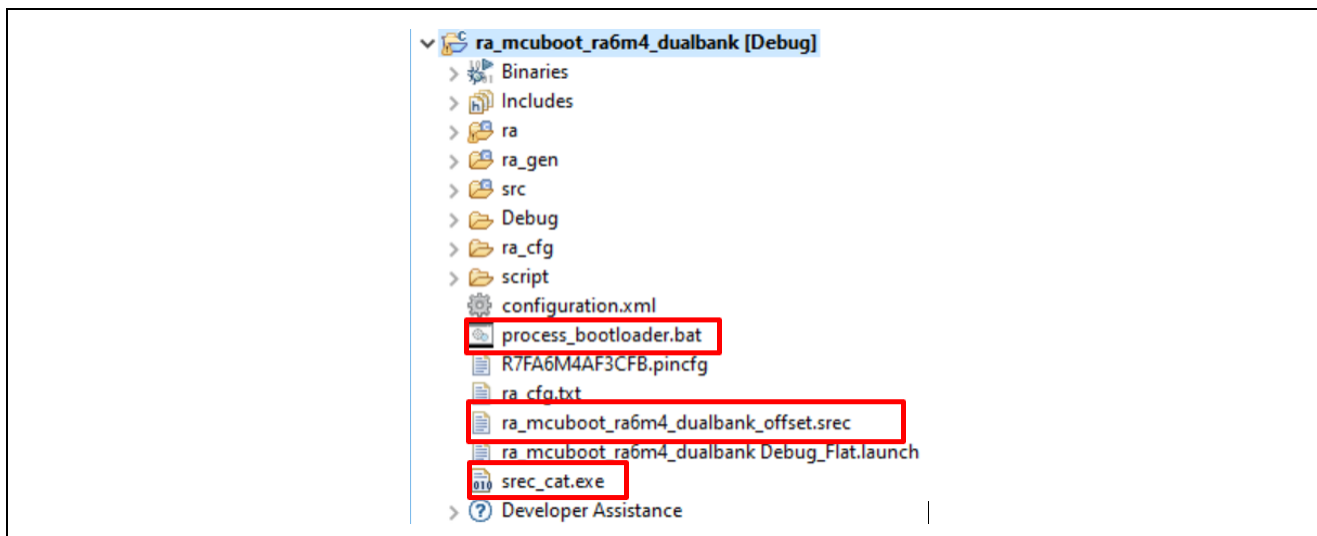 ra_mcuboot_ra6m4_dualbank [Debug]
Binaries
Includes
ra
ra_gen
src
Debug
ra_cfg
script
configuration.xml
process_bootloader.bat
R7FA6M4AF3CFB.pincfg
ra_cfg.txt
ra_mcuboot_ra6m4_dualbank_offset.srec
ra_mcuboot_ra6m4_dualbank Debug_Flat.launch
srec_cat.exe
Developer Assistance